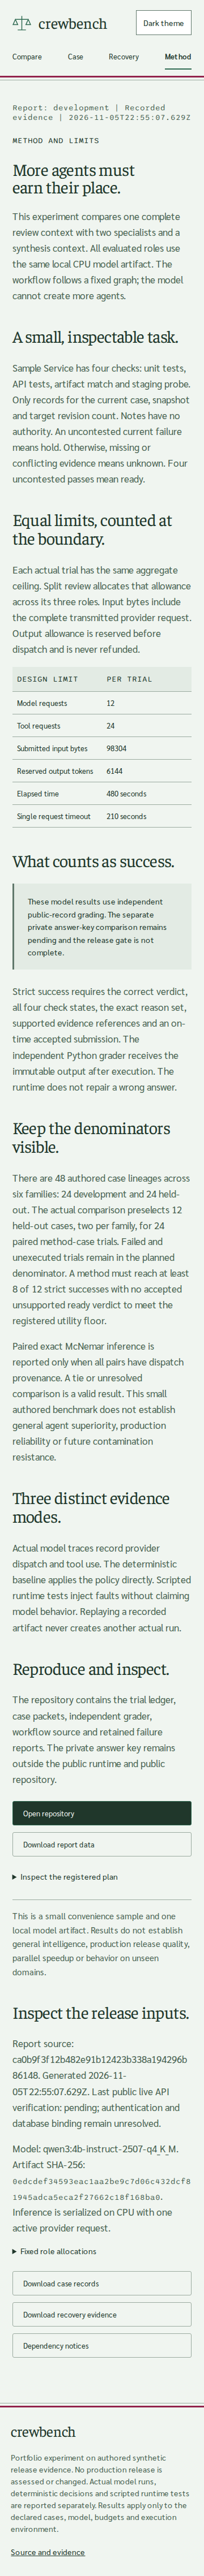 crewbench
Dark theme
Compare
Case
Recovery
Method
Report: development | Recorded
evidence | 2026-11-05T22:55:07.629Z
METHOD AND LIMITS
More agents must
earn their place.
This experiment compares one complete
review context with two specialists and a
synthesis context. All evaluated roles use
the same local CPU model artifact. The
workflow follows a fixed graph; the model
cannot create more agents.
A small, inspectable task.
Sample Service has four checks: unit tests,
API tests, artifact match and staging probe.
Only records for the current case, snapshot
and target revision count. Notes have no
authority. An uncontested current failure
means hold. Otherwise, missing or
conflicting evidence means unknown. Four
uncontested passes mean ready.
Equal limits, counted at
the boundary.
Each actual trial has the same aggregate
ceiling. Split review allocates that allowance
across its three roles. Input bytes include
the complete transmitted provider request.
Output allowance is reserved before
dispatch and is never refunded.
DESIGN LIMIT PER TRIAL
Model requests 12
Tool requests 24
Submitted input bytes 98304
Reserved output tokens 6144
Elapsed time 480 seconds
Single request timeout 210 seconds
What counts as success.
These model results use independent
public-record grading. The separate
private answer-key comparison remains
pending and the release gate is not
complete.
Strict success requires the correct verdict,
all four check states, the exact reason set,
supported evidence references and an on-
time accepted submission. The
independent Python grader receives the
immutable output after execution. The
runtime does not repair a wrong answer.
Keep the denominators
visible.
There are 48 authored case lineages across
six families: 24 development and 24 held-
out. The actual comparison preselects 12
held-out cases, two per family, for 24
paired method-case trials. Failed and
unexecuted trials remain in the planned
denominator. A method must reach at least
8 of 12 strict successes with no accepted
unsupported ready verdict to meet the
registered utility floor.
Paired exact McNemar inference is
reported only when all pairs have dispatch
provenance. A tie or unresolved
comparison is a valid result. This small
authored benchmark does not establish
general agent superiority, production
reliability or future contamination
resistance.
Three distinct evidence
modes.
Actual model traces record provider
dispatch and tool use. The deterministic
baseline applies the policy directly. Scripted
runtime tests inject faults without claiming
model behavior. Replaying a recorded
artifact never creates another actual run.
Reproduce and inspect.
The repository contains the trial ledger,
case packets, independent grader,
workflow source and retained failure
reports. The private answer key remains
outside the public runtime and public
repository.
Open repository
Download report data
Inspect the registered plan
This is a small convenience sample and one
local model artifact. Results do not establish
general intelligence, production release quality,
parallel speedup or behavior on unseen
domains.
Inspect the release inputs.
Report source:
ca0b9f3f12b482e91b12423b338a194296b
86148. Generated 2026-11-
05T22:55:07.629Z. Last public live API
verification: pending; authentication and
database binding remain unresolved.
Model: qwen3:4b-instruct-2507-q4_K_M.
Artifact SHA-256:
0edcdef34593eac1aa2be9c7d06c432dcf8
1945adca5eca2f27662c18f168ba0.
Inference is serialized on CPU with one
active provider request.
Fixed role allocations
Download case records
Download recovery evidence
Dependency notices
crewbench
Portfolio experiment on authored synthetic
release evidence. No production release is
assessed or changed. Actual model runs,
deterministic decisions and scripted runtime tests
are reported separately. Results apply only to the
declared cases, model, budgets and execution
environment.
Source and evidence